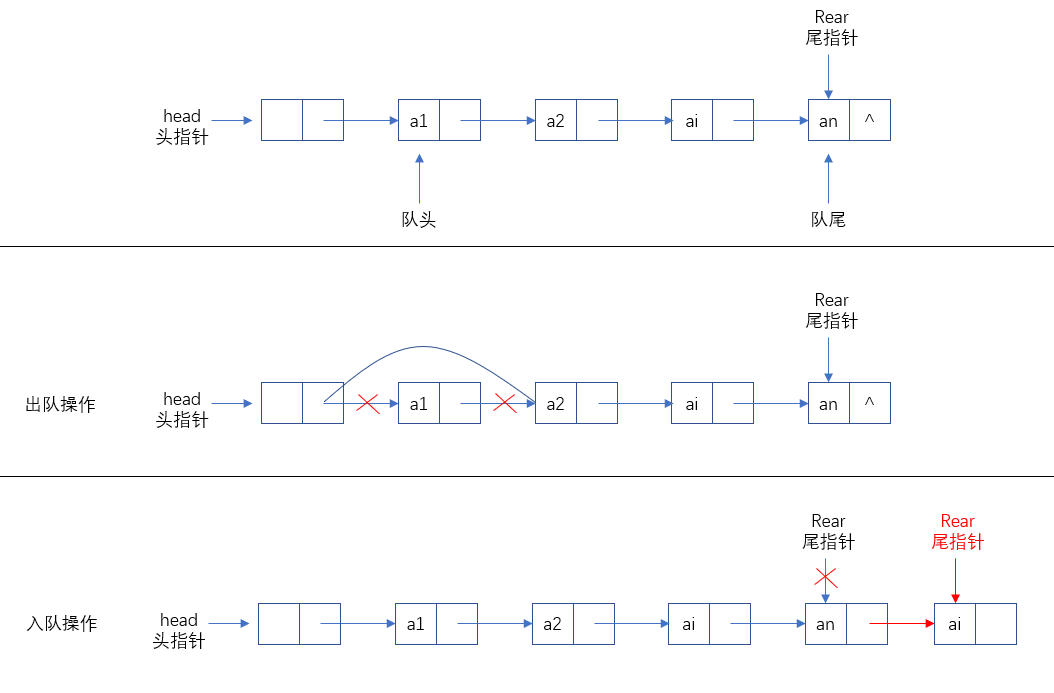 Rear
尾指针
head
头指针
a1
a2
ai
an
^
队头
队尾
Rear
尾指针
出队操作
head
头指针
a1
a2
ai
an
^
Rear
尾指针
Rear
尾指针
入队操作
head
头指针
a1
a2
ai
an
ai